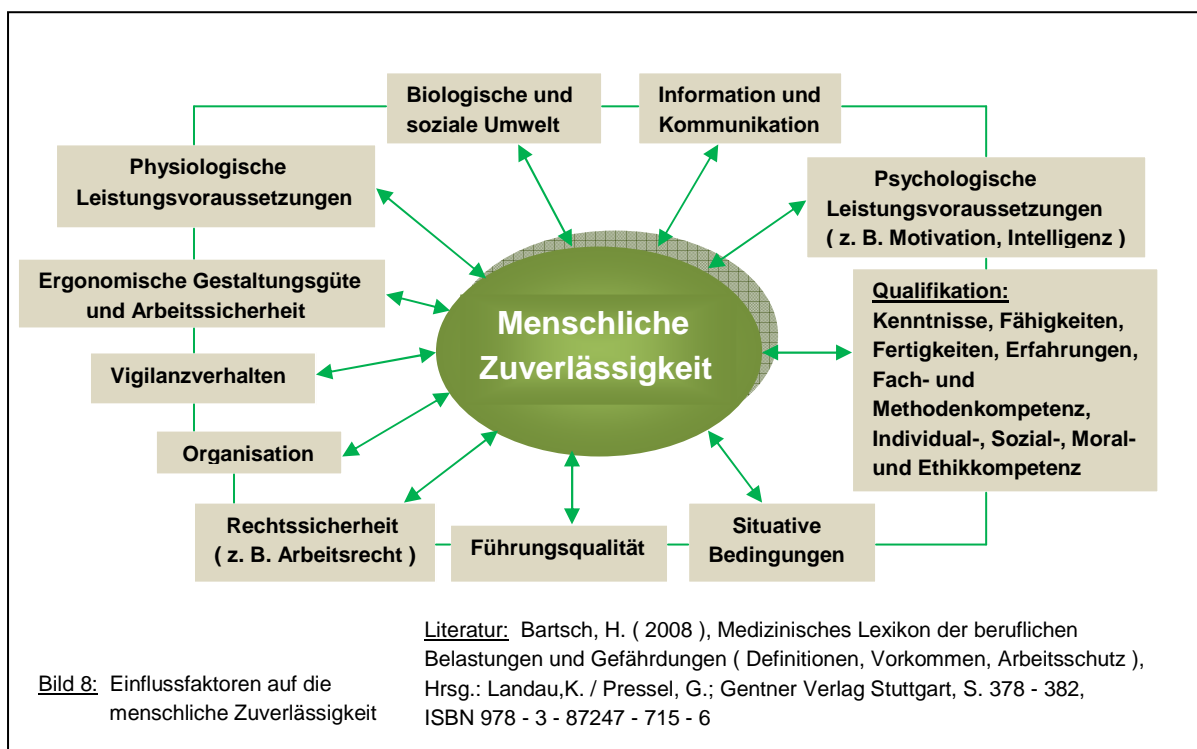 Biologische und
soziale Umwelt
Information und
Kommunikation
Physiologische
Leistungsvoraussetzungen
Psychologische
Leistungsvoraussetzungen
( z. B. Motivation, Intelligenz )
Ergonomische Gestaltungsgüte
und Arbeitssicherheit
Menschliche
Zuverlässigkeit
Qualifikation:
Kenntnisse, Fähigkeiten,
Fertigkeiten, Erfahrungen,
Fach- und
Methodenkompetenz,
Individual-, Sozial-, Moral-
und Ethikkompetenz
Vigilanzverhalten
Organisation
Rechtssicherheit
( z. B. Arbeitsrecht )
Führungsqualität
Situative
Bedingungen
Literatur: Bartsch, H. ( 2008 ), Medizinisches Lexikon der beruflichen
Belastungen und Gefährdungen ( Definitionen, Vorkommen, Arbeitsschutz ),
Hrsg.: Landau,K. / Pressel, G.; Gentner Verlag Stuttgart, S. 378 - 382,
ISBN 978 - 3 - 87247 - 715 - 6
Bild 8: Einflussfaktoren auf die
menschliche Zuverlässigkeit